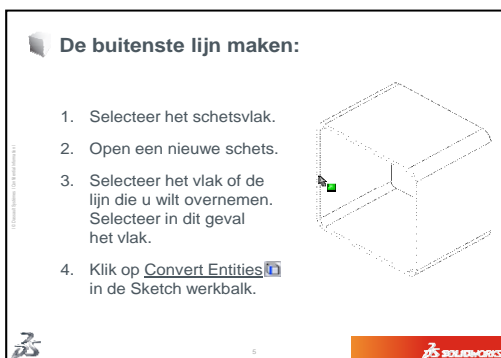 De buitenste lijn maken:
1. Selecteer het schetsvlak.
2. Open een nieuwe schets.
3. Selecteer het vlak of de
lijn die u wilt overnemen.
Selecteer in dit geval
het vlak.
4. Klik op Convert Entities
in de Sketch werkbalk.
5
SOLIDWORKS